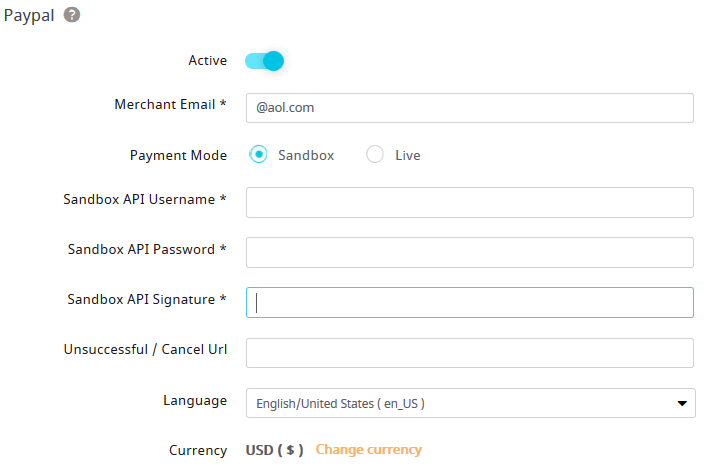 Paypal ?
Active
Merchant Email * @aol.com
Payment Mode Sandbox Live
Sandbox API Username *
Sandbox API Password *
Sandbox API Signature *
Unsuccessful / Cancel Url
Language English/United States ( en_US )
Currency USD ( $ ) Change currency